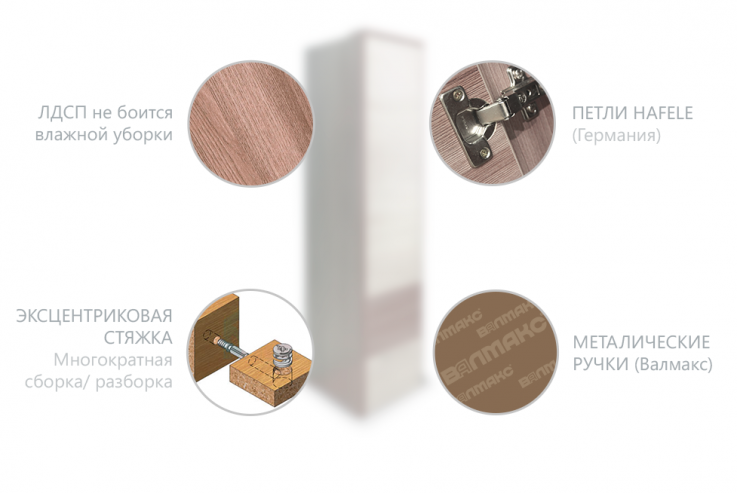 ЛДСП не боится
влажной уборки
ПЕТЛИ HAFELE
(Германия)
ЭКСЦЕНТРИКОВАЯ
СТЯЖКА
Многократная
сборка/ разборка
МЕТАЛИЧЕСКИЕ
РУЧКИ (Валмакс)
ВАЛМАКС
ВАЛМАКС
ВАЛМАКС
ВАЛМАКС